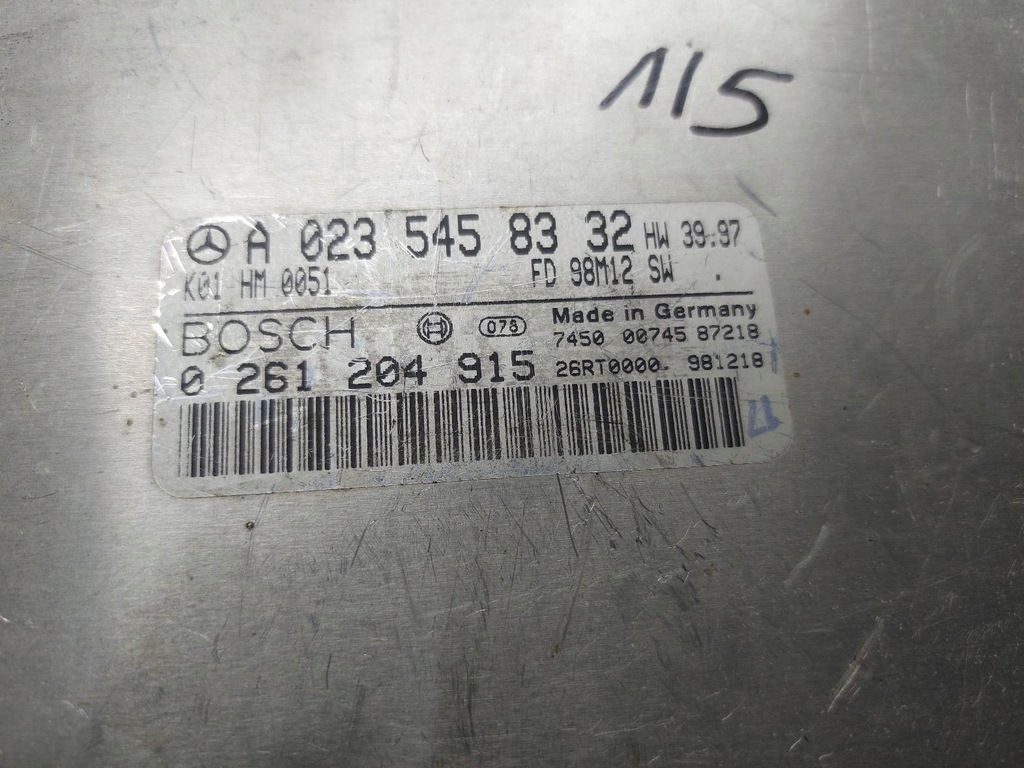 115
A 023 545 83 32 HW 39.97
K01 HM 0051 FD 98M12 SW .
BOSCH 078 Made in Germany
7450 00745 87218
0 261 204 915 26RT0000. 981218